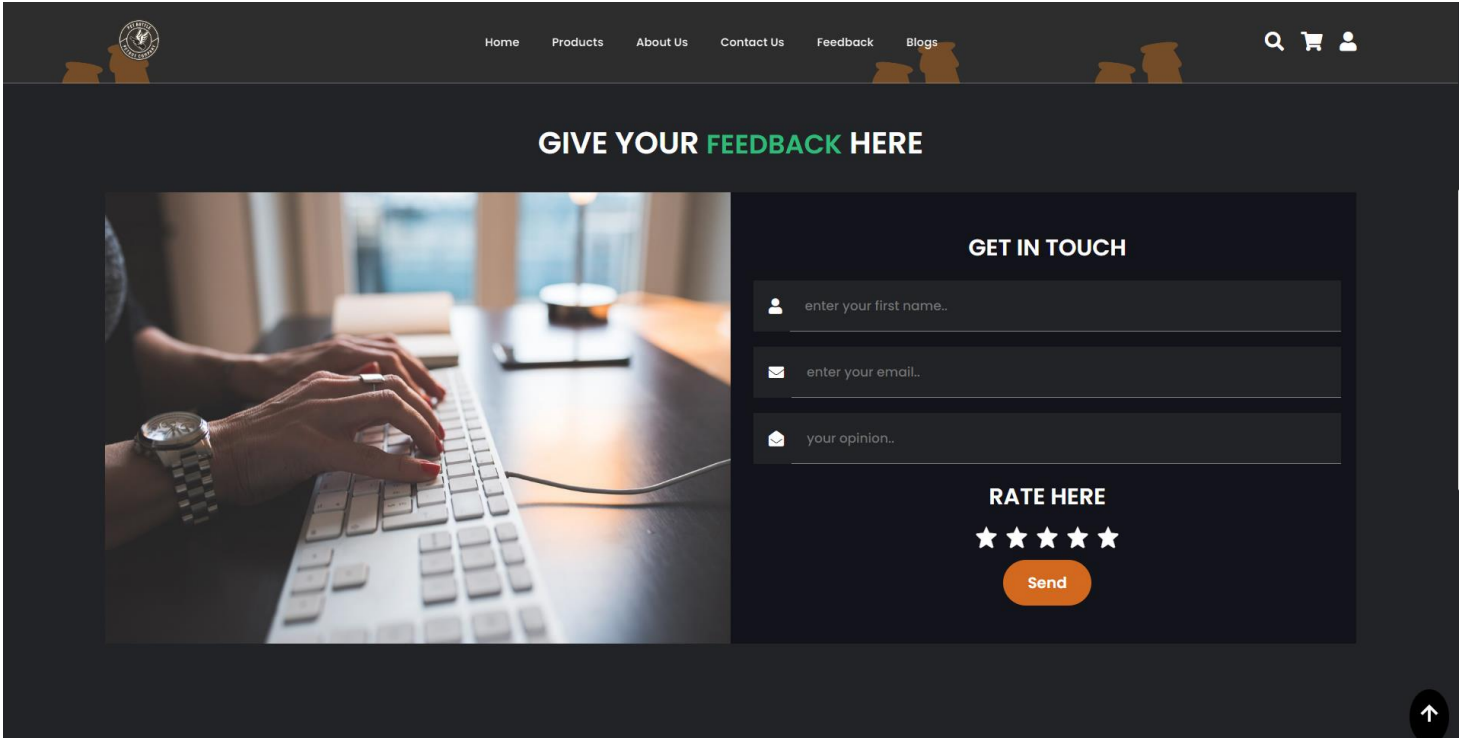 Home Products About Us Contact Us Feedback Blogs
GIVE YOUR FEEDBACK HERE
GET IN TOUCH
enter your first name..
enter your email..
your opinion..
RATE HERE
Send